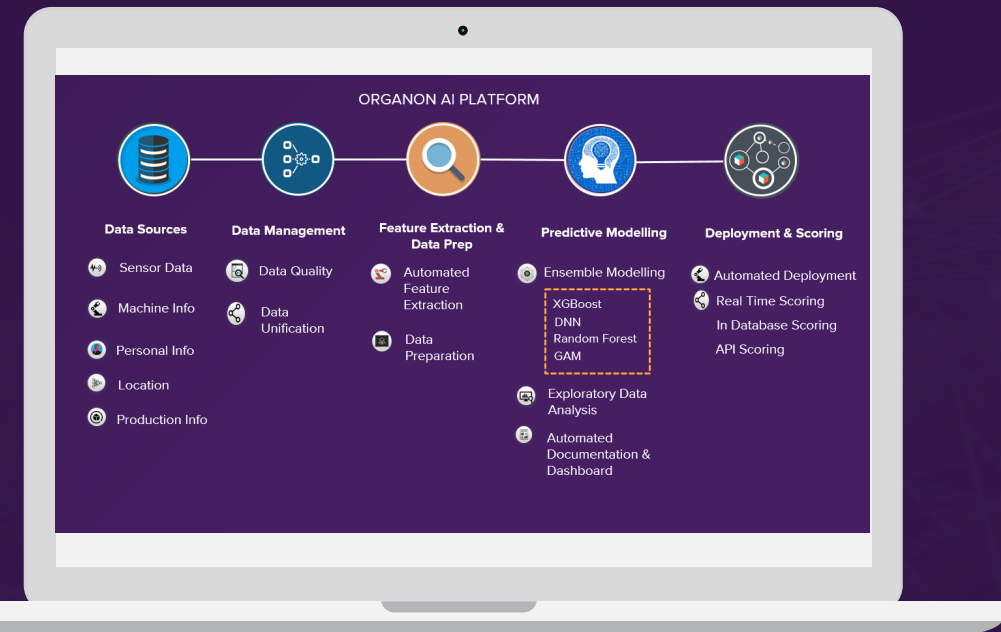 ORGANON AI PLATFORM
Data Sources
Sensor Data
Machine Info
Personal Info
Location
Production Info
Data Management
Data Quality
Data
Unification
Feature Extraction &
Data Prep
Automated
Feature
Extraction
Data
Preparation
Predictive Modelling
Ensemble Modelling
XGBoost
DNN
Random Forest
GAM
Exploratory Data
Analysis
Automated
Documentation &
Dashboard
Deployment & Scoring
Automated Deployment
Real Time Scoring
In Database Scoring
API Scoring